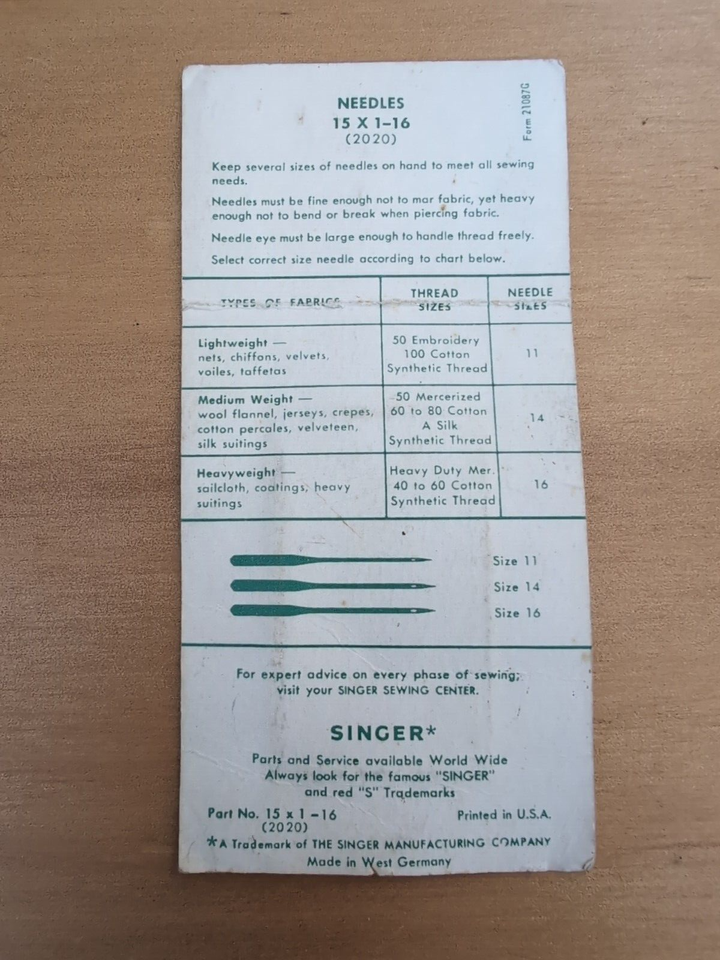 NEEDLES
15 X 1-16
(2020)
Form 21087G
Keep several sizes of needles on hand to meet all sewing
needs.
Needles must be fine enough not to mar fabric, yet heavy
enough not to bend or break when piercing fabric.
Needle eye must be large enough to handle thread freely.
Select correct size needle according to chart below.
TYPES OF FABRICS
THREAD
SIZES
NEEDLE
SIZES
Lightweight —
nets, chiffons, velvets,
voiles, taffetas
50 Embroidery
100 Cotton
Synthetic Thread
11
Medium Weight —
wool flannel, jerseys, crepes,
cotton percales, velveteen,
silk suitings
50 Mercerized
60 to 80 Cotton
A Silk
Synthetic Thread
14
Heavyweight —
sailcloth, coatings, heavy
suitings
Heavy Duty Mer.
40 to 60 Cotton
Synthetic Thread
16
Size 11
Size 14
Size 16
For expert advice on every phase of sewing;
visit your SINGER SEWING CENTER.
SINGER*
Parts and Service available World Wide
Always look for the famous "SINGER"
and red "S" Trademarks
Part No. 15 x 1 - 16
(2020)
Printed in U.S.A.
*A Trademark of THE SINGER MANUFACTURING COMPANY
Made in West Germany